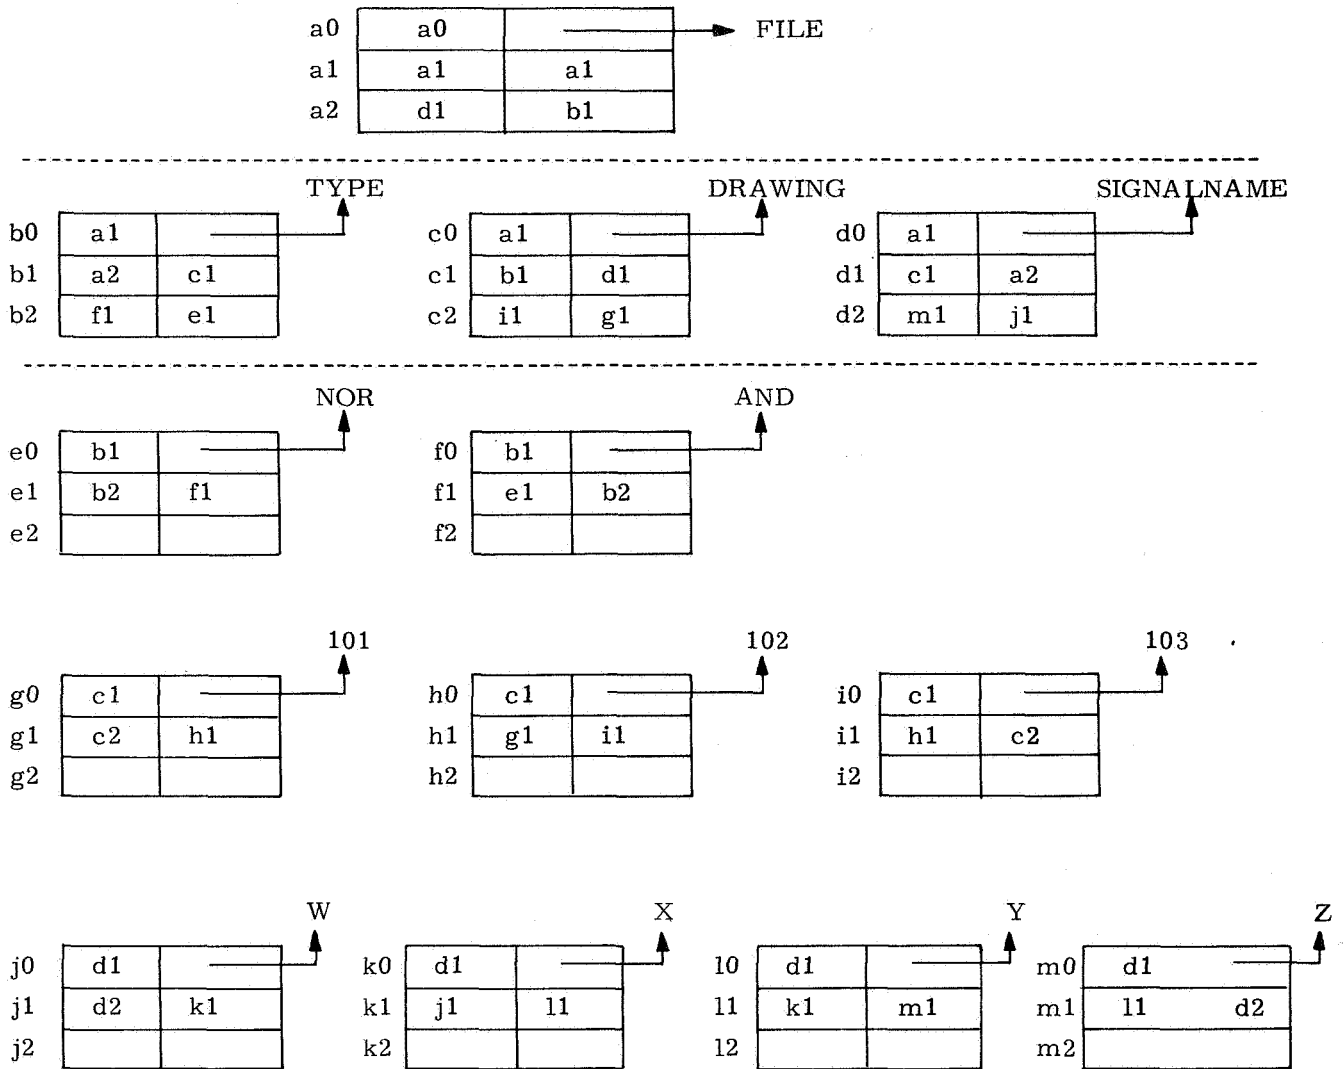 a0 a0 FILE
a1 a1 a1
a2 d1 b1
TYPE DRAWING SIGNALNAME
b0 a1 c0 a1 d0 a1
b1 a2 c1 c1 b1 d1 d1 c1 a2
b2 f1 e1 c2 i1 g1 d2 m1 j1
NOR AND
e0 b1 f0 b1
e1 b2 f1 f1 e1 b2
e2 f2
101 102 103
g0 c1 h0 c1 i0 c1
g1 c2 h1 h1 g1 i1 i1 h1 c2
g2 h2 i2
W X Y Z
j0 d1 k0 d1 l0 d1 m0 d1
j1 d2 k1 k1 j1 l1 l1 k1 m1 m1 l1 d2
j2 k2 l2 m2